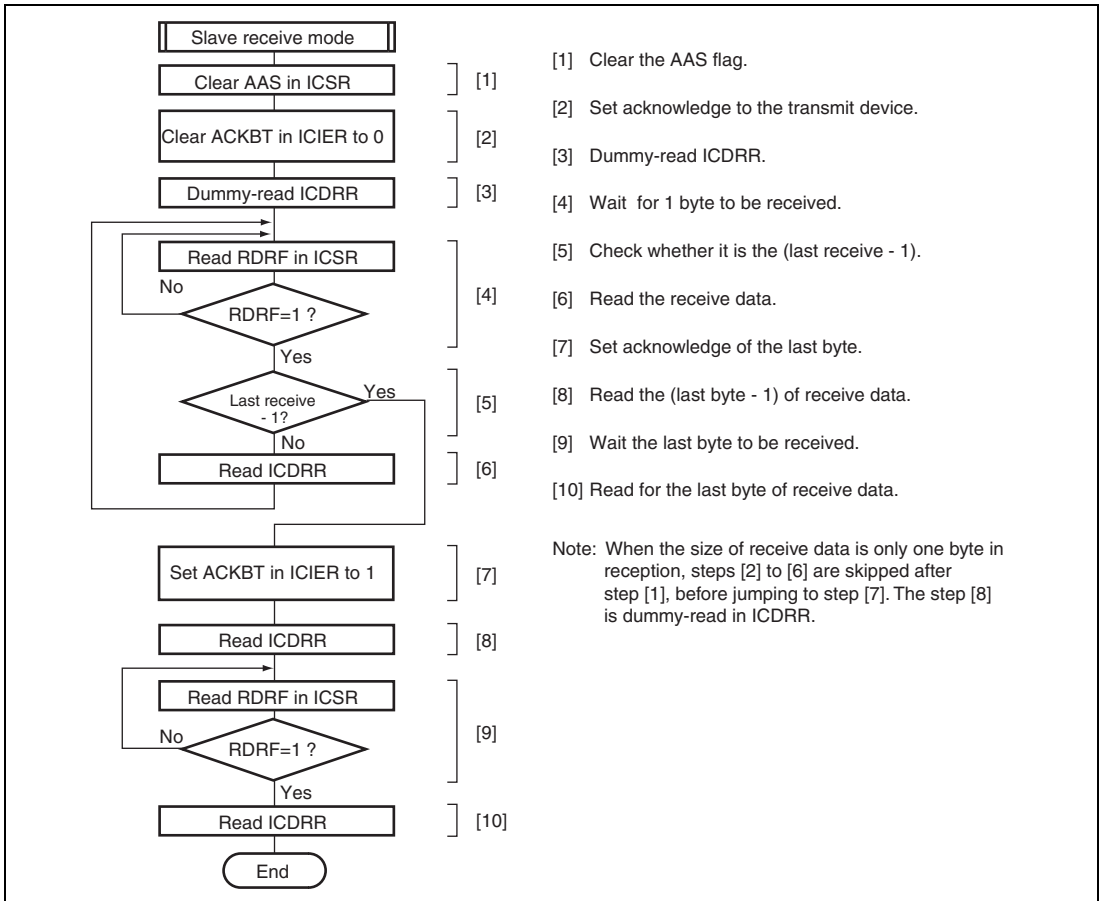 Slave receive mode
Clear AAS in ICSR
[1]
Clear ACKBT in ICIER to 0
[2]
Dummy-read ICDRR
[3]
Read RDRF in ICSR
No
RDRF=1 ?
[4]
Yes
Last receive
- 1?
Yes
[5]
No
Read ICDRR
[6]
Set ACKBT in ICIER to 1
[7]
Read ICDRR
[8]
Read RDRF in ICSR
No
RDRF=1 ?
[9]
Yes
Read ICDRR
[10]
End
[1] Clear the AAS flag.
[2] Set acknowledge to the transmit device.
[3] Dummy-read ICDRR.
[4] Wait for 1 byte to be received.
[5] Check whether it is the (last receive - 1).
[6] Read the receive data.
[7] Set acknowledge of the last byte.
[8] Read the (last byte - 1) of receive data.
[9] Wait the last byte to be received.
[10] Read for the last byte of receive data.
Note: When the size of receive data is only one byte in
reception, steps [2] to [6] are skipped after
step [1], before jumping to step [7]. The step [8]
is dummy-read in ICDRR.